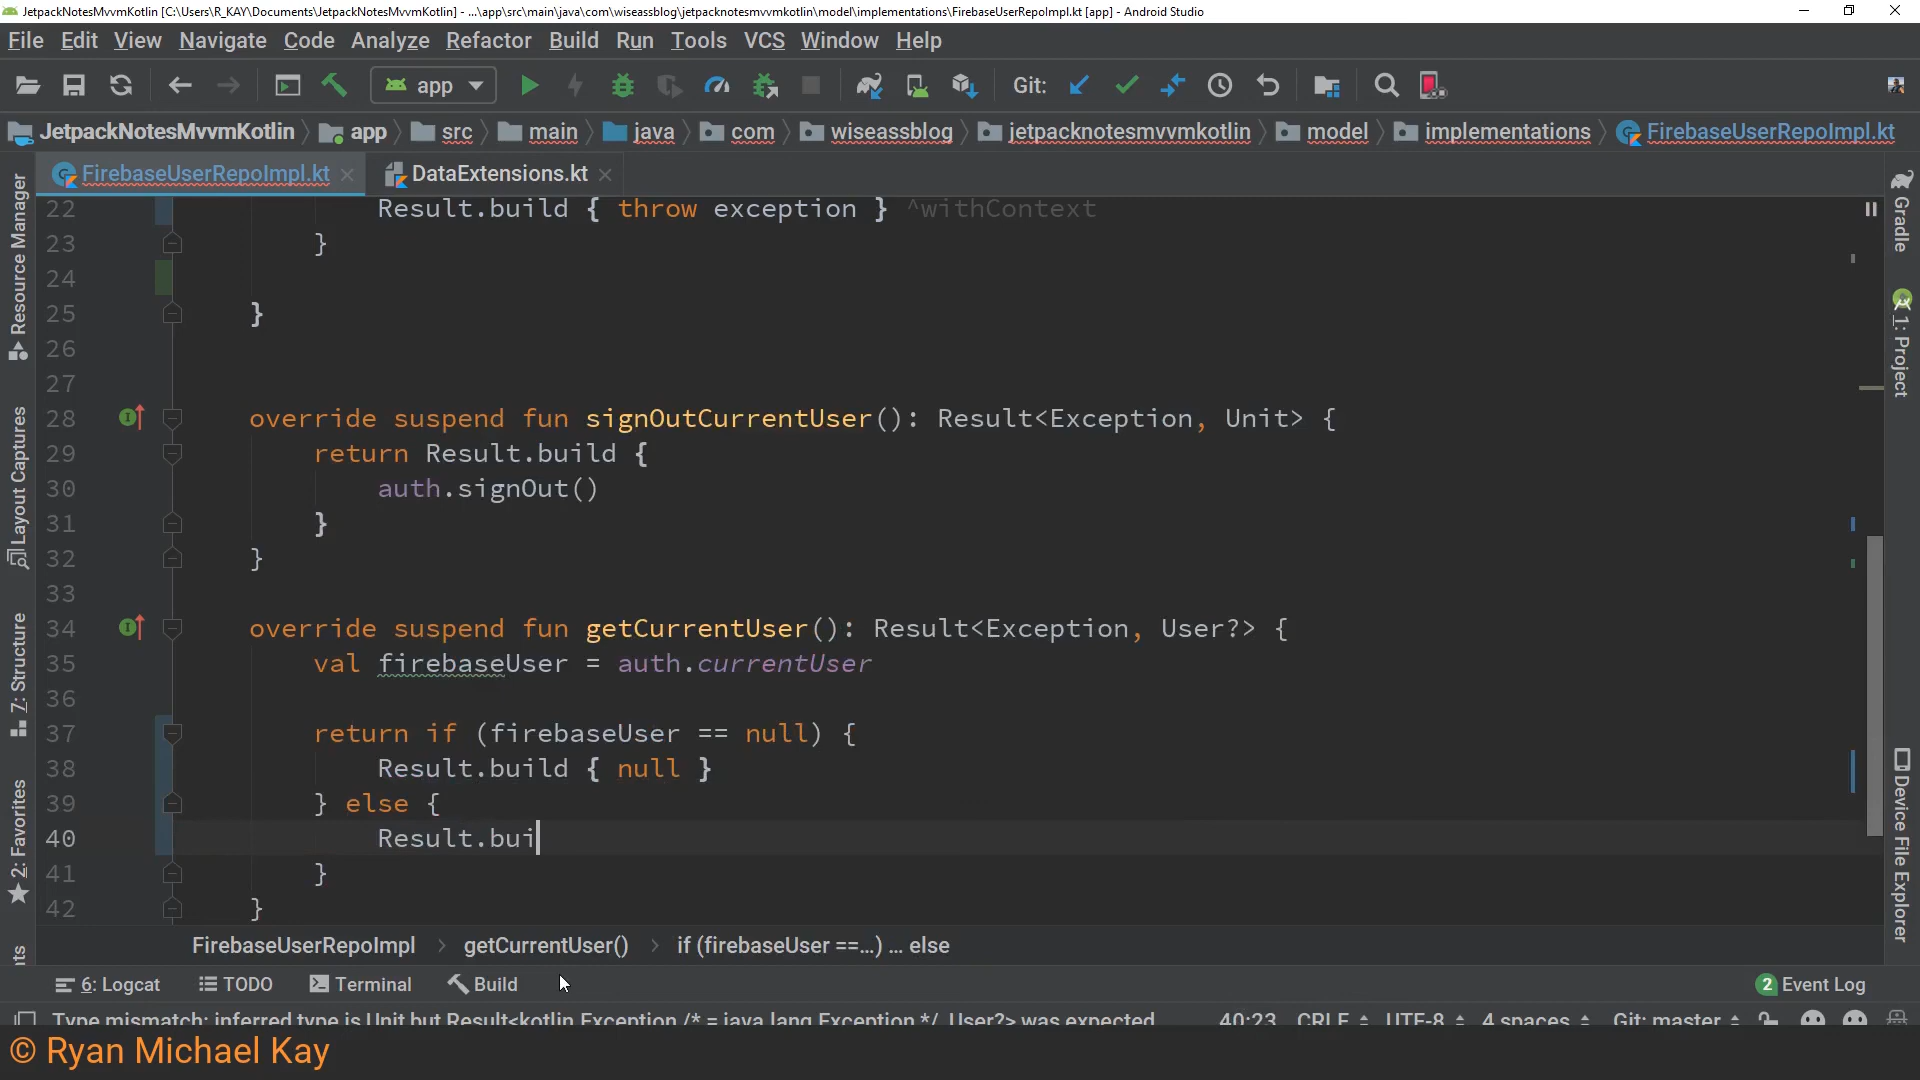 JetpackNotesMvvmKotlin [C:\Users\R_KAY\Documents\JetpackNotesMvvmKotlin] - ...\app\src\main\java\com\wiseassblog\jetpacknotesmvvmkotlin\model\implementations\FirebaseUserRepoImpl.kt [app] - Android Studio
File Edit View Navigate Code Analyze Refactor Build Run Tools VCS Window Help
app Git:
JetpackNotesMvvmKotlin app src main java com wiseassblog jetpacknotesmvvmkotlin model implementations FirebaseUserRepoImpl.kt
FirebaseUserRepoImpl.kt DataExtensions.kt
Resource Manager
Layout Captures
7: Structure
2: Favorites
22 Result.build { throw exception } ^withContext
23 }
24
25 }
26
27
28 override suspend fun signOutCurrentUser(): Result<Exception, Unit> {
29 return Result.build {
30 auth.signOut()
31 }
32 }
33
34 override suspend fun getCurrentUser(): Result<Exception, User?> {
35 val firebaseUser = auth.currentUser
36
37 return if (firebaseUser == null) {
38 Result.build { null }
39 } else {
40 Result.bui
41 }
42 }
Gradle
1: Project
Device File Explorer
FirebaseUserRepoImpl getCurrentUser() if (firebaseUser ==...) ... else
6: Logcat TODO Terminal Build 2 Event Log
Type mismatch: inferred type is Unit but Result<kotlin.Exception /* = java.lang.Exception */, User?> was expected 40:23 CRLF UTF-8 4 spaces Git: master
© Ryan Michael Kay